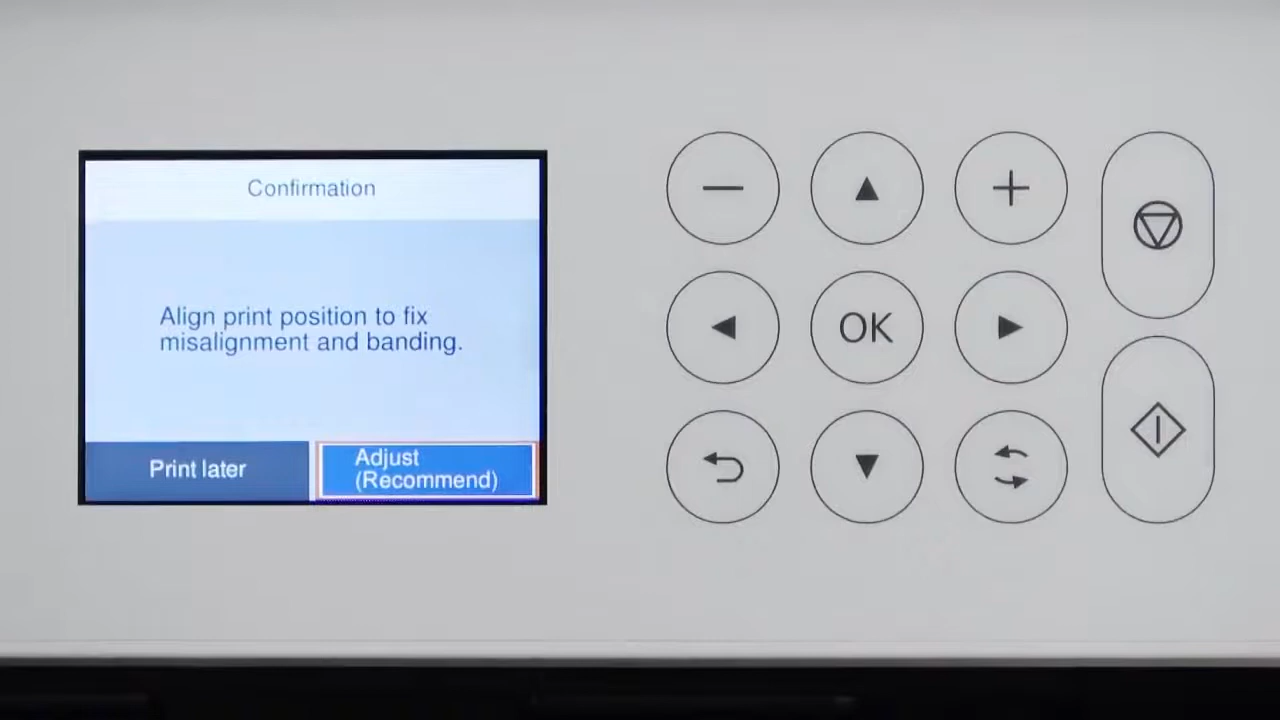 Confirmation
Align print position to fix
misalignment and banding.
Print later
Adjust
(Recommend)
OK